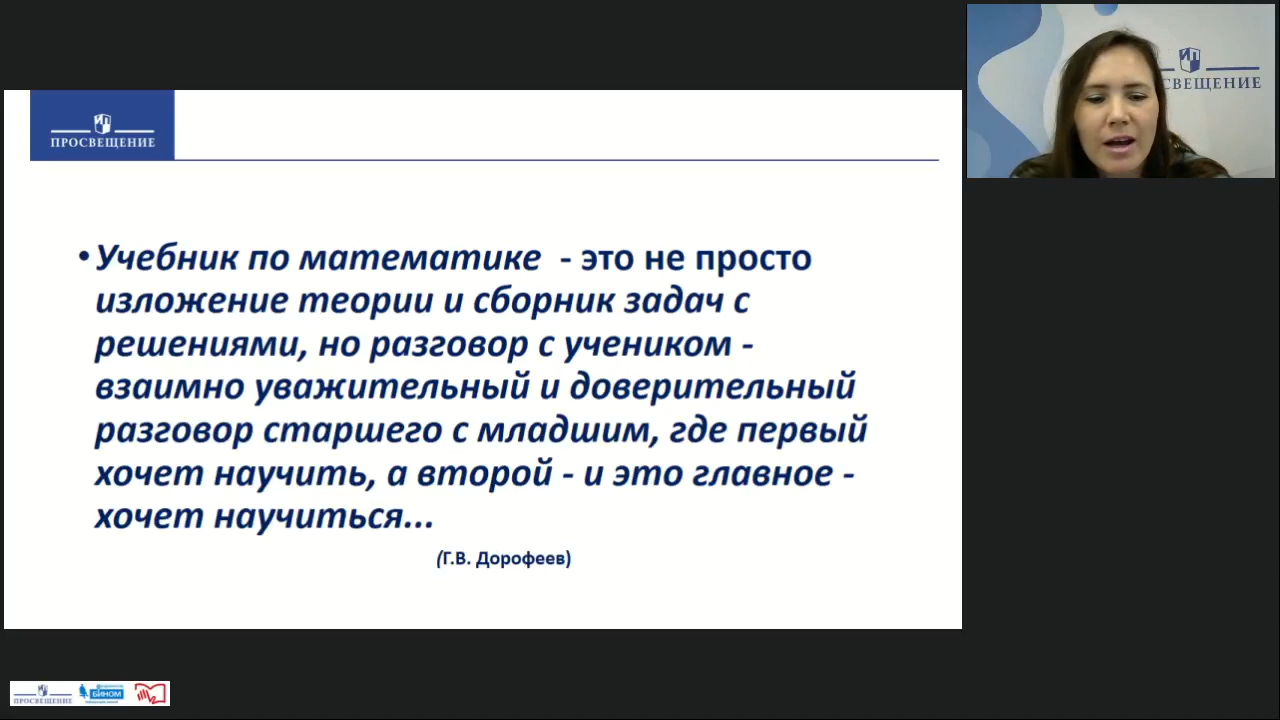 ПРОСВЕЩЕНИЕ
• Учебник по математике - это не просто
изложение теории и сборник задач с
решениями, но разговор с учеником -
взаимно уважительный и доверительный
разговор старшего с младшим, где первый
хочет научить, а второй - и это главное -
хочет научиться...
(Г.В. Дорофеев)
СВЕЩЕНИЕ
ПРОСВЕЩЕНИЕ
БИНОМ